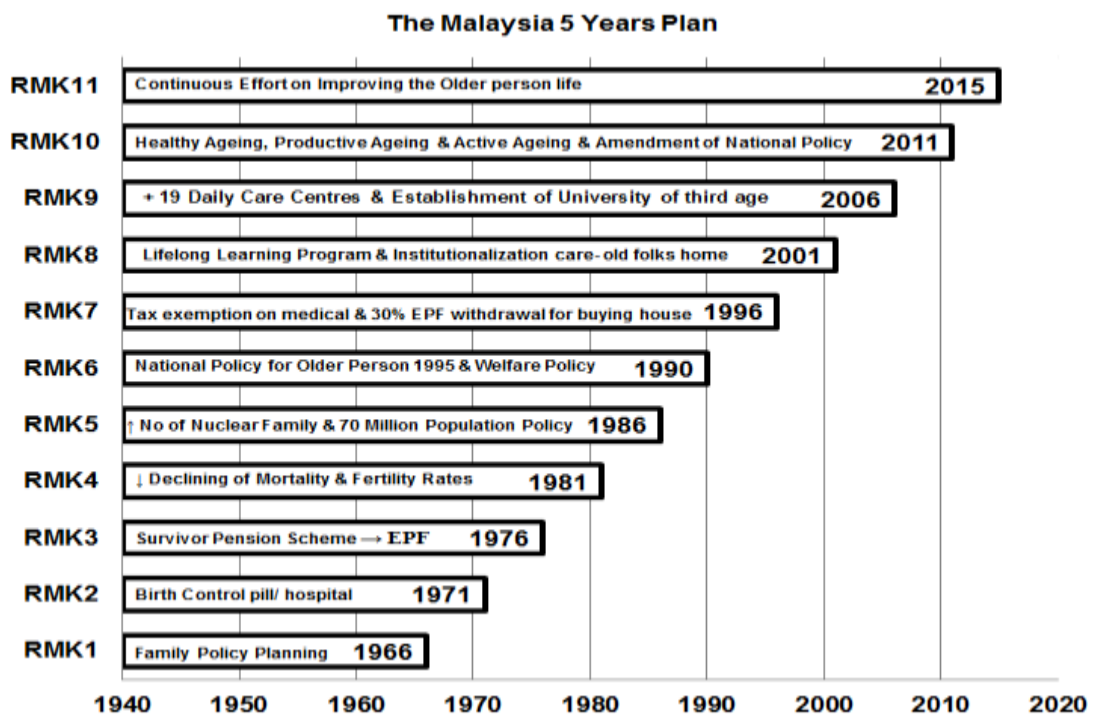 The Malaysia 5 Years Plan
RMK11 Continuous Effort on Improving the Older person life 2015
RMK10 Healthy Ageing, Productive Ageing & Active Ageing & Amendment of National Policy 2011
RMK9 + 19 Daily Care Centres & Establishment of University of third age 2006
RMK8 Lifelong Learning Program & Institutionalization care-old folks home 2001
RMK7 Tax exemption on medical & 30% EPF withdrawal for buying house 1996
RMK6 National Policy for Older Person 1995 & Welfare Policy 1990
RMK5 ↑ No of Nuclear Family & 70 Million Population Policy 1986
RMK4 ↓ Declining of Mortality & Fertility Rates 1981
RMK3 Survivor Pension Scheme → EPF 1976
RMK2 Birth Control pill/ hospital 1971
RMK1 Family Policy Planning 1966
1940 1950 1960 1970 1980 1990 2000 2010 2020